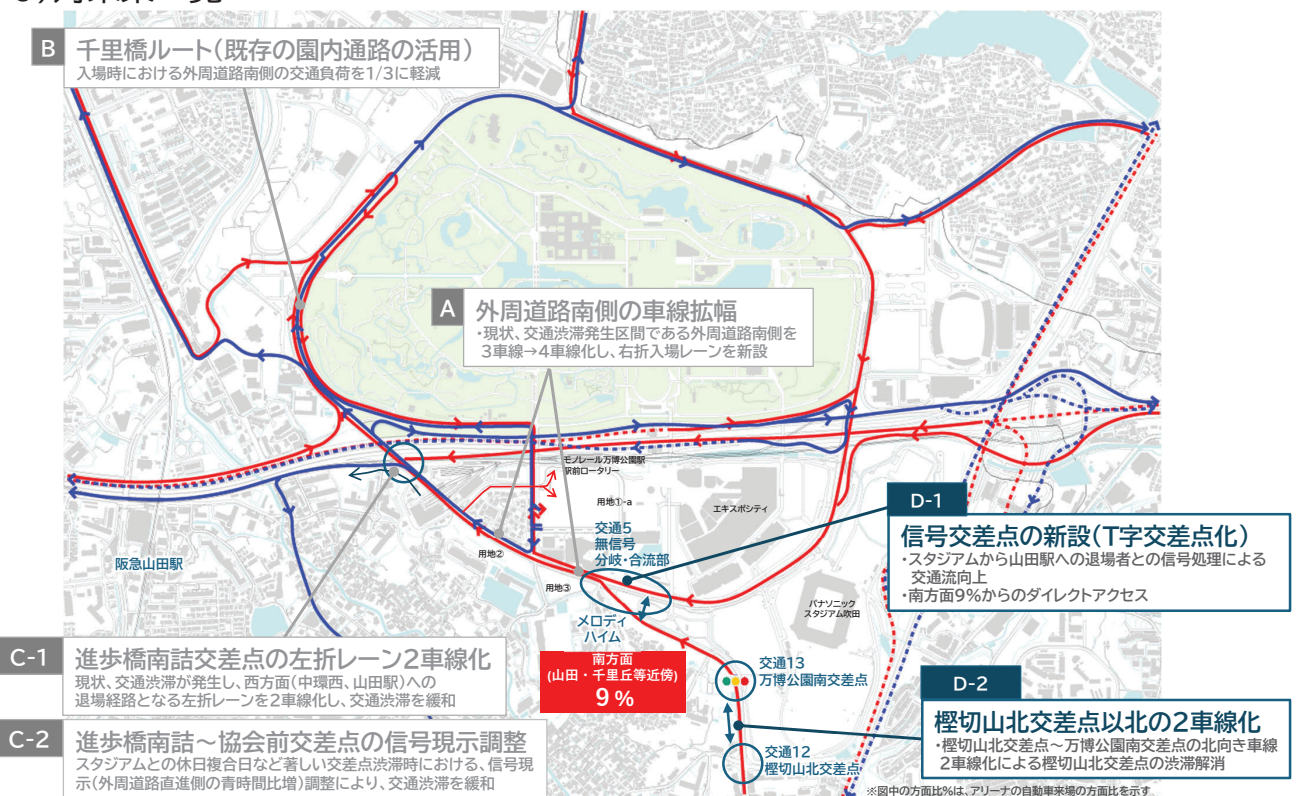 B
千里橋ルート(既存の園内通路の活用)
入場時における外周道路南側の交通負荷を1/3に軽減
A
外周道路南側の車線拡幅
・現状、交通渋滞発生区間である外周道路南側を
3車線→4車線化し、右折入場レーンを新設
モノレール万博公園駅
駅前ロータリー
用地①-a
エキスポシティ
交通5
無信号
分岐・合流部
用地②
用地③
阪急山田駅
メロディ
ハイム
パナソニック
スタジアム吹田
D-1
信号交差点の新設(T字交差点化)
・スタジアムから山田駅への退場者との信号処理による
交通流向上
・南方面9%からのダイレクトアクセス
C-1
進歩橋南詰交差点の左折レーン2車線化
現状、交通渋滞が発生し、西方面(中環西、山田駅)への
退場経路となる左折レーンを2車線化し、交通渋滞を緩和
南方面
(山田・千里丘等近傍)
9%
交通13
万博公園南交差点
D-2
樫切山北交差点以北の2車線化
・樫切山北交差点~万博公園南交差点の北向き車線
2車線化による樫切山北交差点の渋滞解消
C-2
進歩橋南詰~協会前交差点の信号現示調整
スタジアムとの休日複合日など著しい交差点渋滞時における、信号現
示(外周道路直進側の青時間比増)調整により、交通渋滞を緩和
交通12
樫切山北交差点
※図中の方面比%は、アリーナの自動車来場の方面比を示す